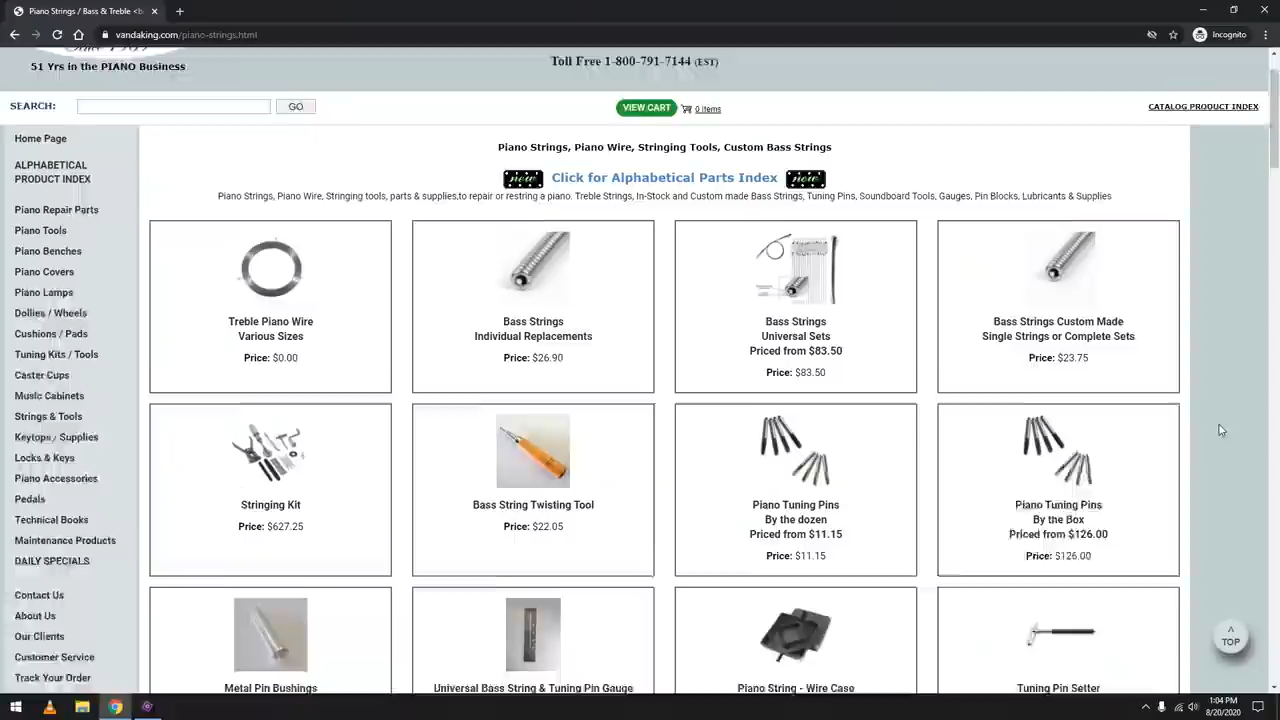 Piano Strings / Bass & Treble <b
vandaking.com/piano-strings.html
Incognito
51 Yrs in the PIANO Business
Toll Free 1-800-791-7144 (EST)
SEARCH:
GO
VIEW CART
0 items
CATALOG PRODUCT INDEX
Home Page
ALPHABETICAL
PRODUCT INDEX
Piano Repair Parts
Piano Tools
Piano Benches
Piano Covers
Piano Lamps
Dollies / Wheels
Cushions / Pads
Tuning Kits / Tools
Caster Cups
Music Cabinets
Strings & Tools
Keytops / Supplies
Locks & Keys
Piano Accessories
Pedals
Technical Books
Maintenance Products
DAILY SPECIALS
Contact Us
About Us
Our Clients
Customer Service
Track Your Order
Piano Strings, Piano Wire, Stringing Tools, Custom Bass Strings
new Click for Alphabetical Parts Index new
Piano Strings, Piano Wire, Stringing tools, parts & supplies,to repair or restring a piano. Treble Strings, In-Stock and Custom made Bass Strings, Tuning Pins, Soundboard Tools, Gauges, Pin Blocks, Lubricants & Supplies
Treble Piano Wire
Various Sizes
Price: $0.00
Bass Strings
Individual Replacements
Price: $26.90
Bass Strings
Universal Sets
Priced from $83.50
Price: $83.50
Bass Strings Custom Made
Single Strings or Complete Sets
Price: $23.75
Stringing Kit
Price: $627.25
Bass String Twisting Tool
Price: $22.05
Piano Tuning Pins
By the dozen
Priced from $11.15
Price: $11.15
Piano Tuning Pins
By the Box
Priced from $126.00
Price: $126.00
Metal Pin Bushings
Universal Bass String & Tuning Pin Gauge
Piano String - Wire Case
Tuning Pin Setter
^
TOP
1:04 PM
8/20/2020